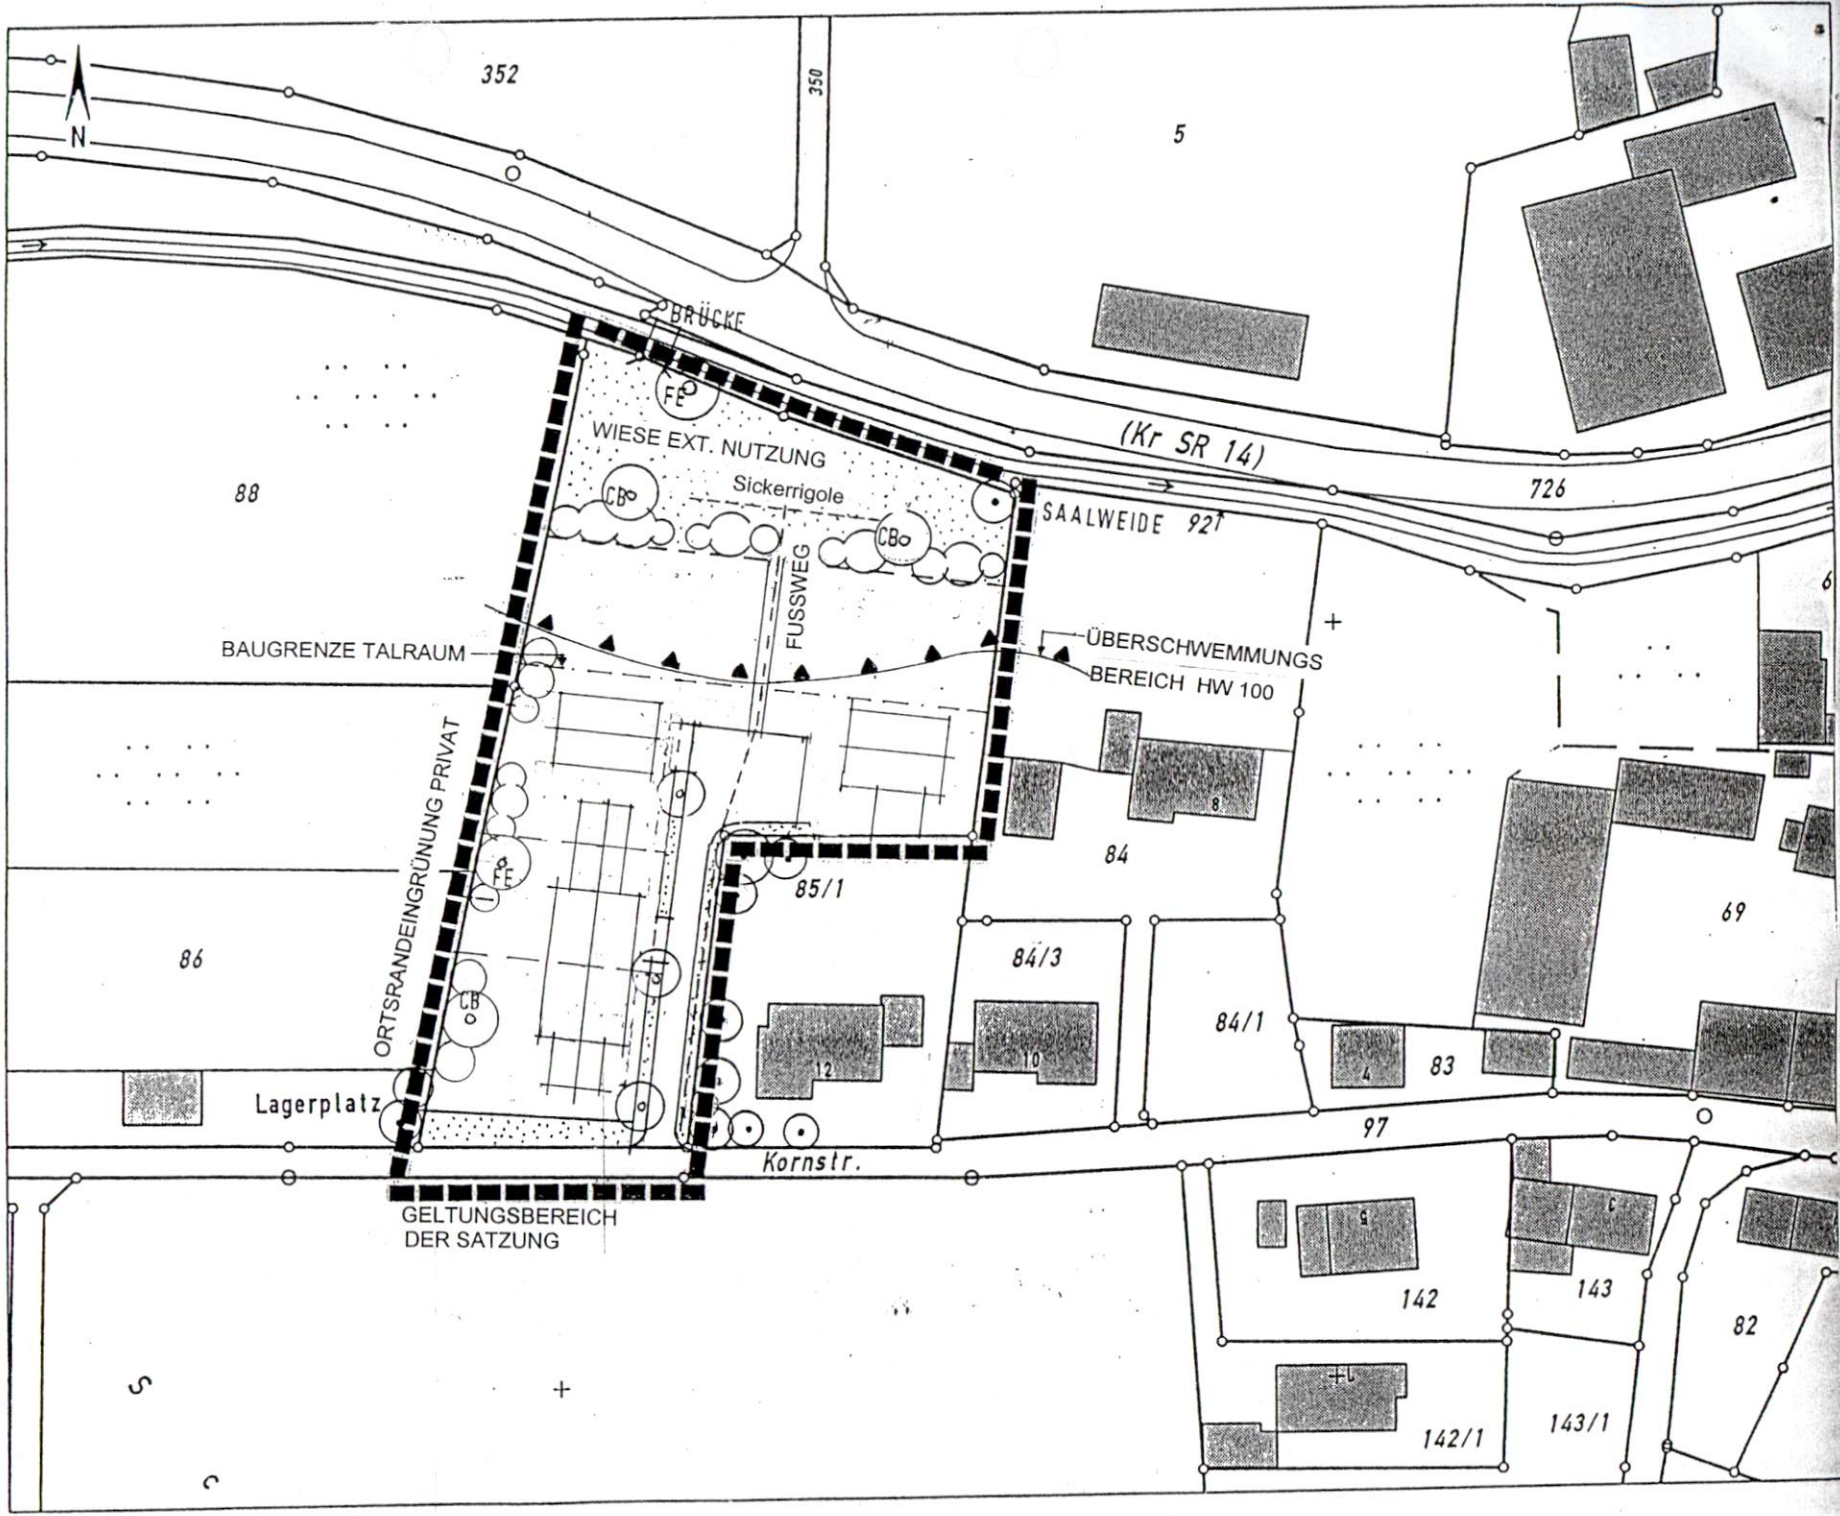 352
350
5
N
BRÜCKE
FE
(Kr SR 14)
WIESE EXT. NUTZUNG
726
88
CB
Sickerrigole
SAALWEIDE 92
CB
FUSSWEG
BAUGRENZE TALRAUM
ÜBERSCHWEMMUNGS
BEREICH HW 100
8
84
ORTSRANDEINGRÜNUNG PRIVAT
FE
85/1
69
86
84/3
CB
84/1
12
10
4
83
Lagerplatz
97
Kornstr.
GELTUNGSBEREICH
DER SATZUNG
5
3
142
143
82
S
142/1
143/1
c